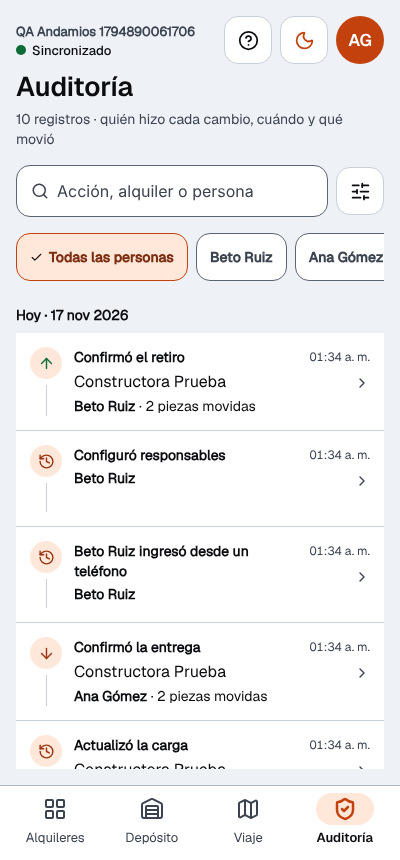 QA Andamios 1794890061706
Sincronizado
AG
Auditoría
10 registros · quién hizo cada cambio, cuándo y qué
movió
Acción, alquiler o persona
Todas las personas
Beto Ruiz
Ana Gómez
Hoy · 17 nov 2026
Confirmó el retiro
01:34 a. m.
Constructora Prueba
Beto Ruiz · 2 piezas movidas
Configuró responsables
01:34 a. m.
Beto Ruiz
Beto Ruiz ingresó desde un
01:34 a. m.
teléfono
Beto Ruiz
Confirmó la entrega
01:34 a. m.
Constructora Prueba
Ana Gómez · 2 piezas movidas
Actualizó la carga
01:34 a. m.
Constructora Prueba
Alquileres
Depósito
Viaje
Auditoría